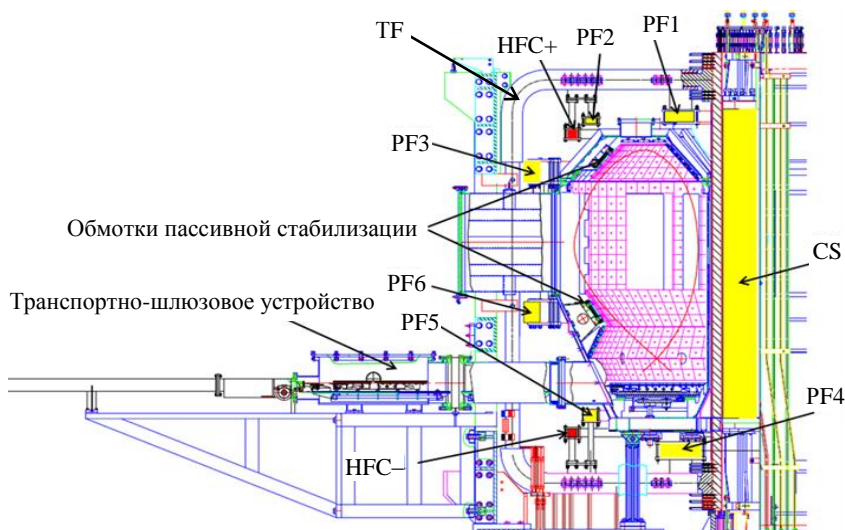 TF
HFC+
PF2
PF1
PF3
Обмотки пассивной стабилизации
CS
PF6
Транспортно-шлюзовое устройство
PF5
PF4
HFC–